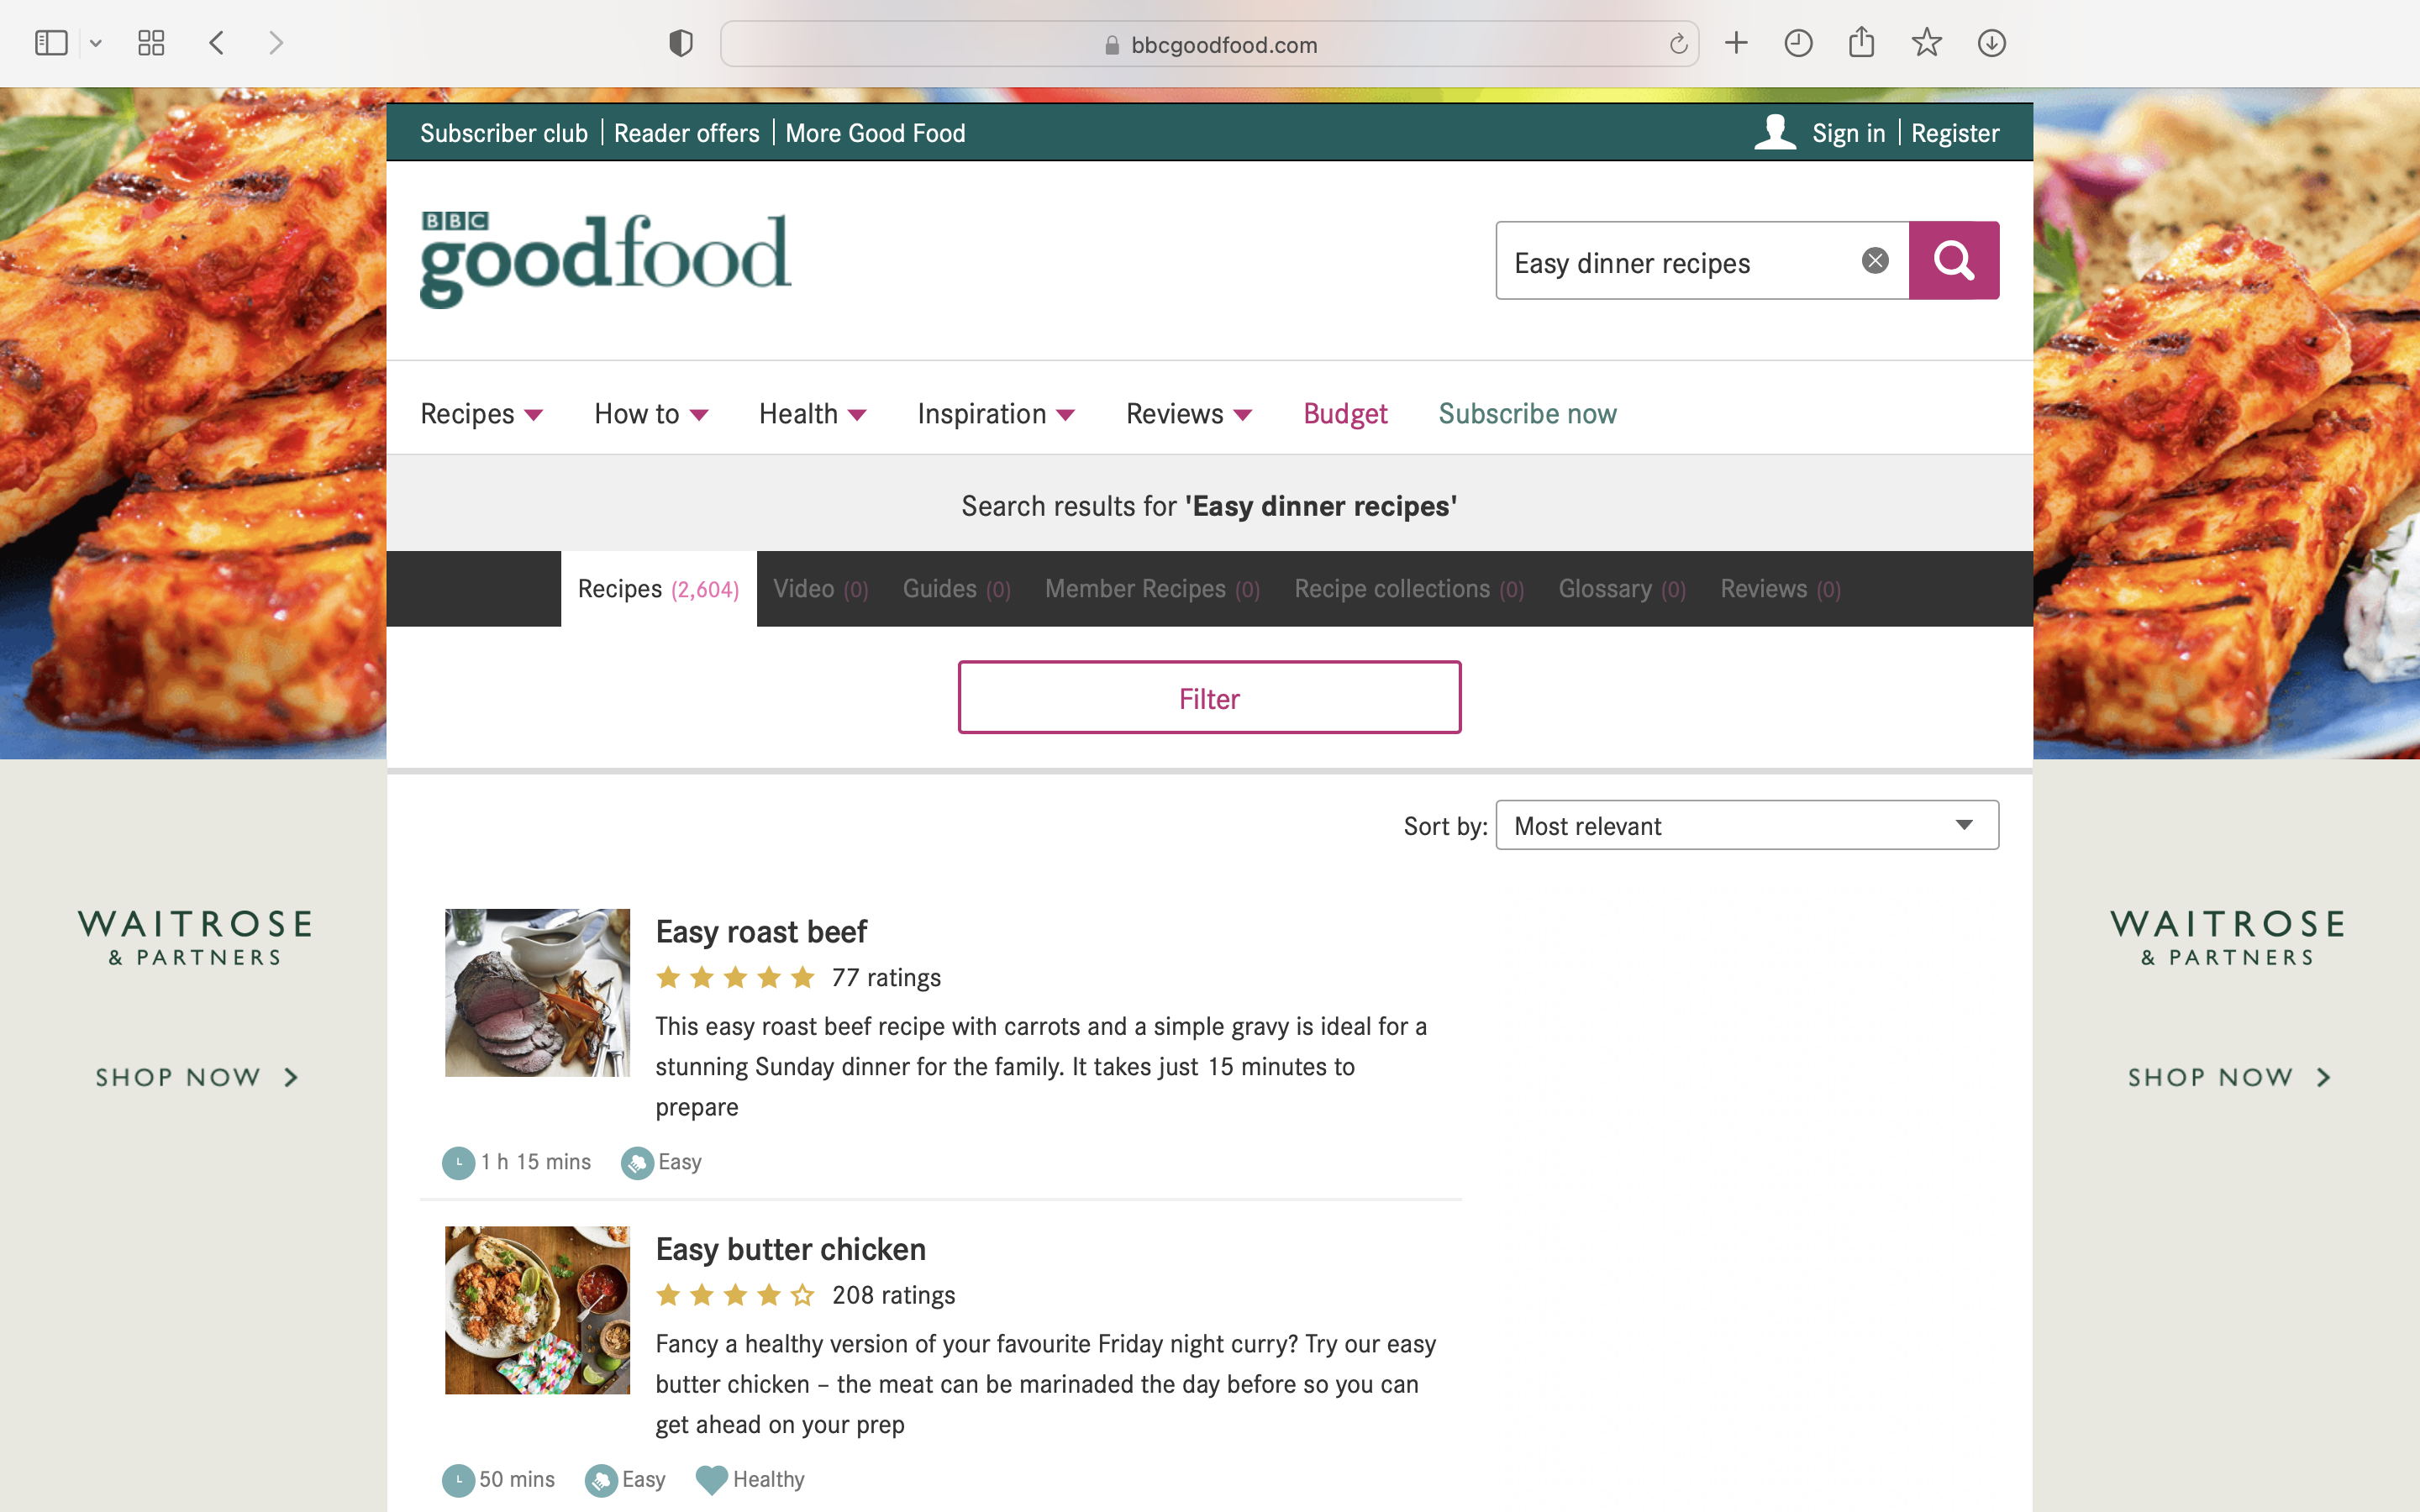 bbcgoodfood.com
Subscriber club | Reader offers | More Good Food
Sign in | Register
BBC
goodfood
Easy dinner recipes
Recipes How to Health Inspiration Reviews Budget Subscribe now
Search results for 'Easy dinner recipes'
Recipes (2,604) Video (0) Guides (0) Member Recipes (0) Recipe collections (0) Glossary (0) Reviews (0)
Filter
Sort by: Most relevant
Easy roast beef
77 ratings
This easy roast beef recipe with carrots and a simple gravy is ideal for a
stunning Sunday dinner for the family. It takes just 15 minutes to
prepare
1 h 15 mins Easy
Easy butter chicken
208 ratings
Fancy a healthy version of your favourite Friday night curry? Try our easy
butter chicken – the meat can be marinaded the day before so you can
get ahead on your prep
50 mins Easy Healthy
WAITROSE
& PARTNERS
SHOP NOW >
WAITROSE
& PARTNERS
SHOP NOW >